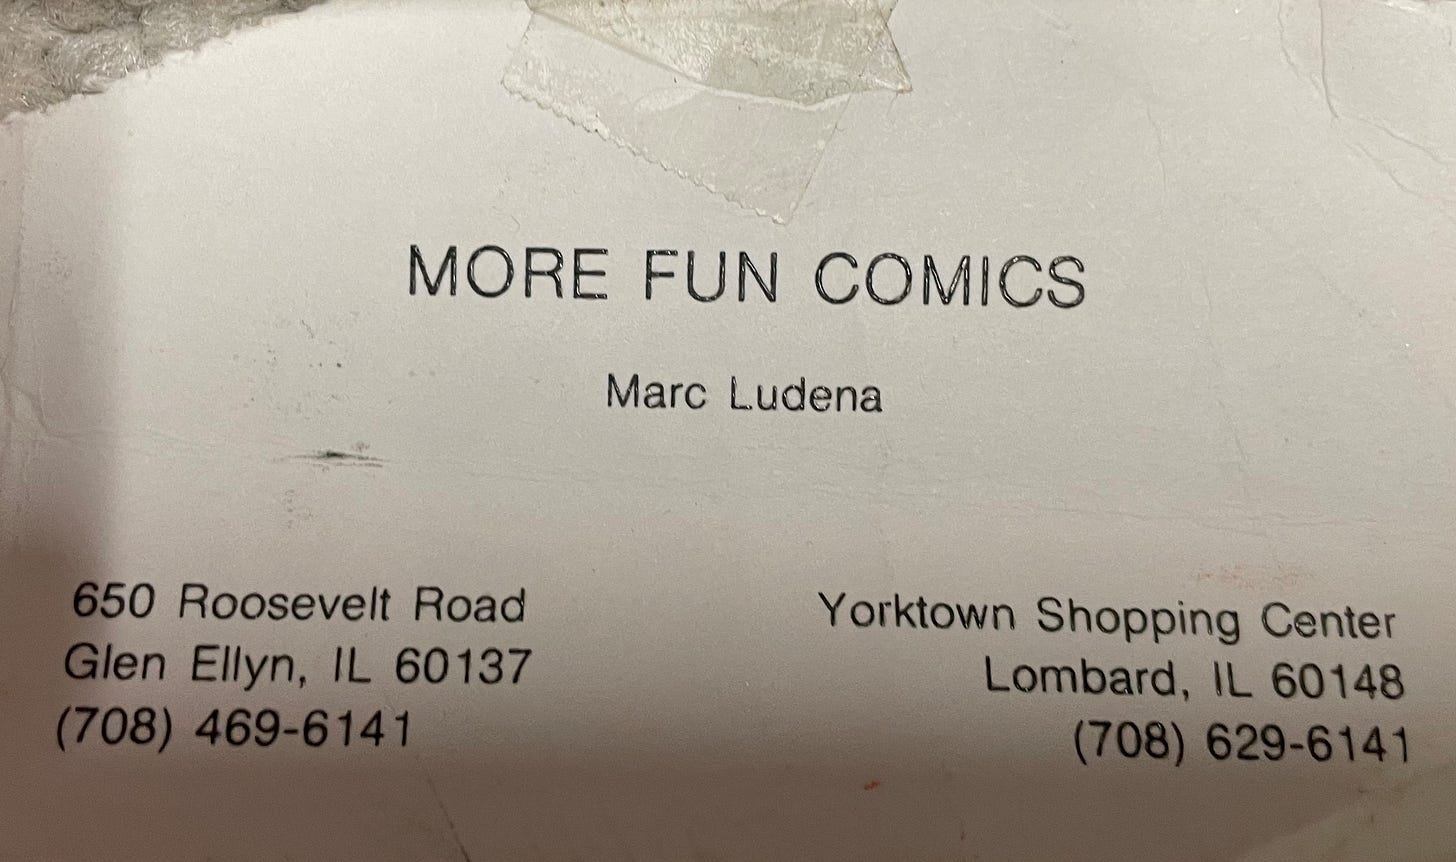 MORE FUN COMICS
Marc Ludena
650 Roosevelt Road
Glen Ellyn, IL 60137
(708) 469-6141
Yorktown Shopping Center
Lombard, IL 60148
(708) 629-6141